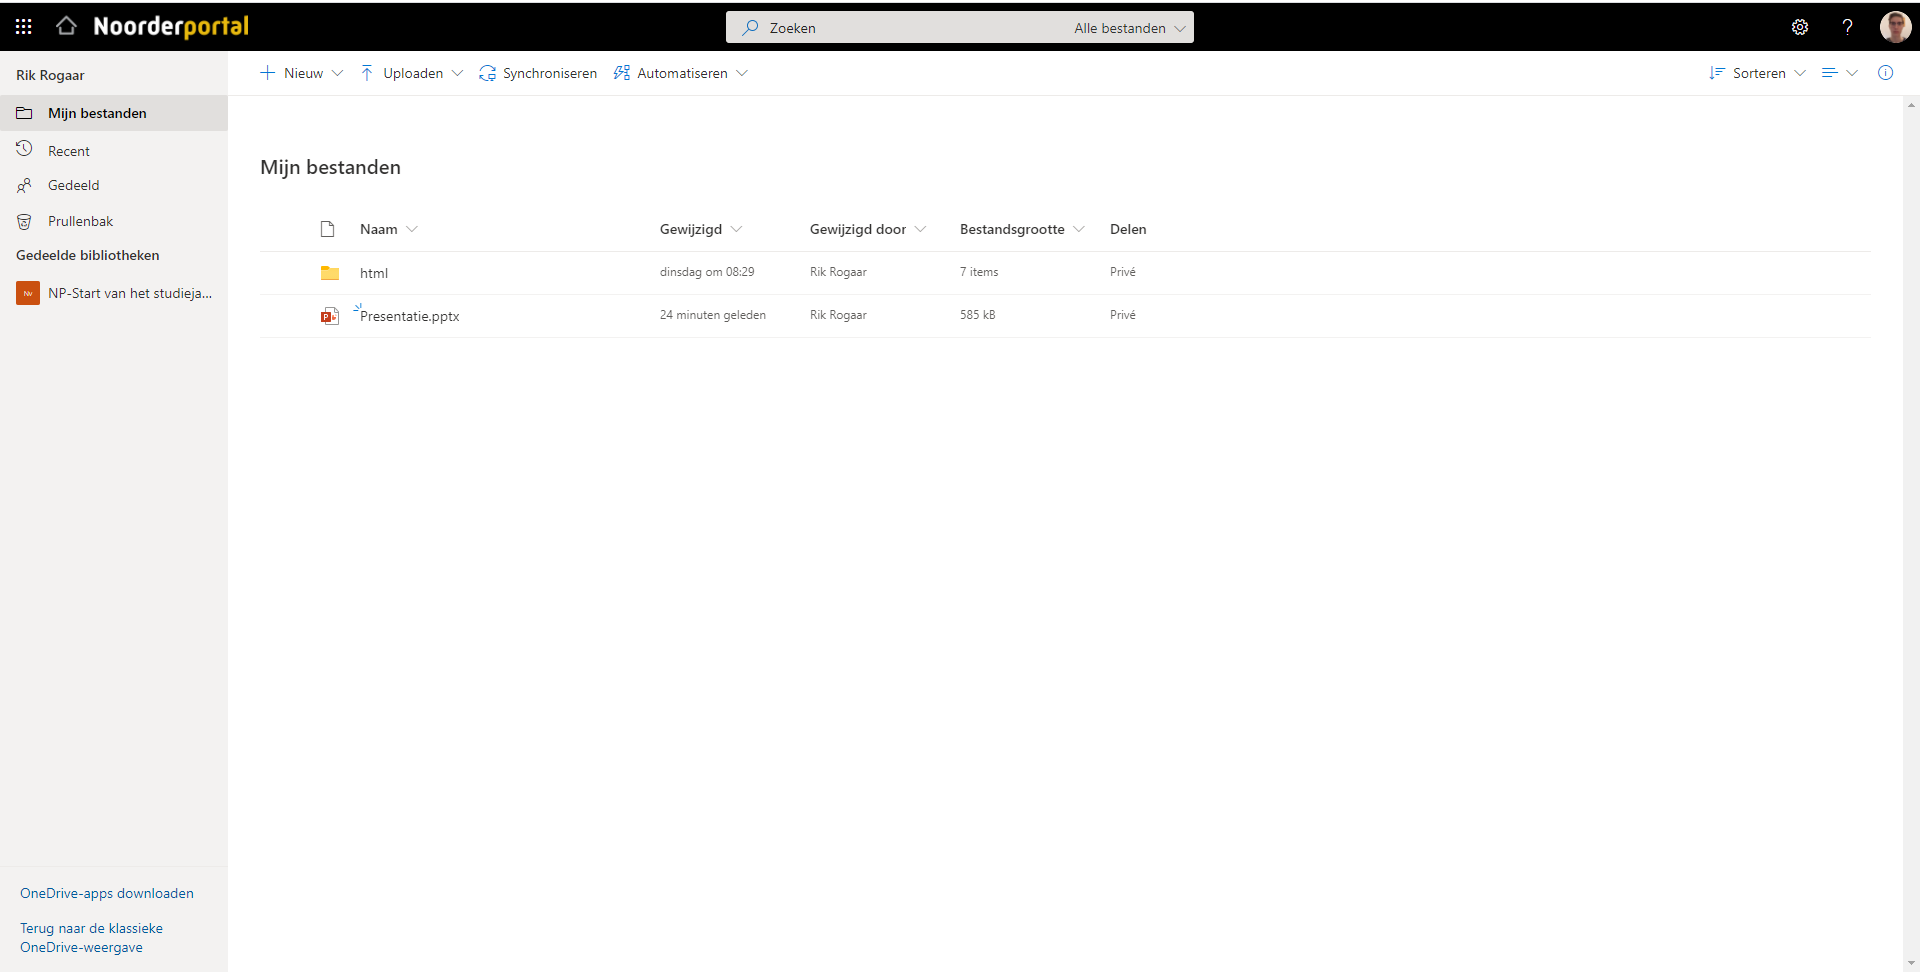 Noorderportal
Zoeken
Alle bestanden
Rik Rogaar
Nieuw
Uploaden
Synchroniseren
Automatiseren
Sorteren
Mijn bestanden
Recent
Gedeeld
Prullenbak
Gedeelde bibliotheken
Nv NP-Start van het studieja...
Mijn bestanden
Naam Gewijzigd Gewijzigd door Bestandsgrootte Delen
html dinsdag om 08:29 Rik Rogaar 7 items Privé
Presentatie.pptx 24 minuten geleden Rik Rogaar 585 kB Privé
OneDrive-apps downloaden
Terug naar de klassieke
OneDrive-weergave